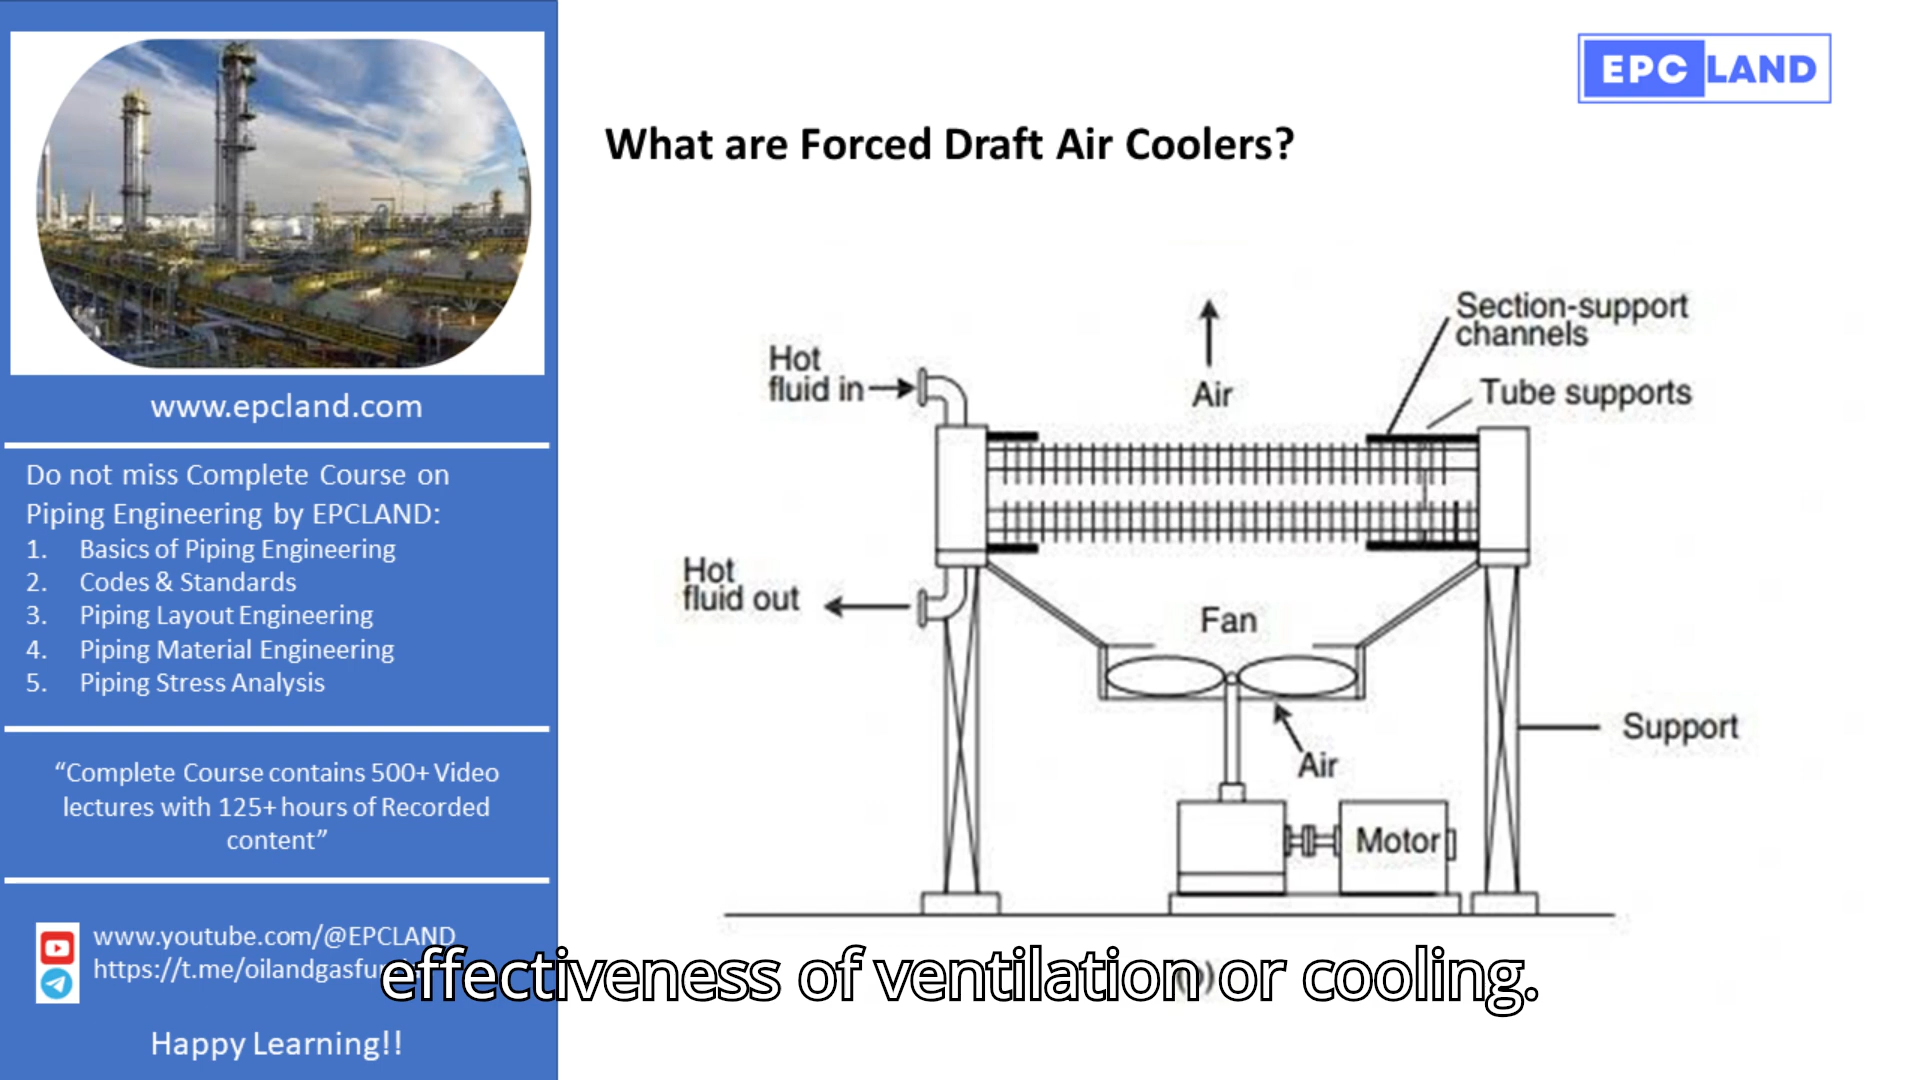 EPC LAND
What are Forced Draft Air Coolers?
www.epcland.com
Do not miss Complete Course on
Piping Engineering by EPCLAND:
1. Basics of Piping Engineering
2. Codes & Standards
3. Piping Layout Engineering
4. Piping Material Engineering
5. Piping Stress Analysis
“Complete Course contains 500+ Video
lectures with 125+ hours of Recorded
content”
www.youtube.com/@EPCLAND
Happy Learning!!
Section-support
channels
Hot
fluid in
Air
Tube supports
Hot
fluid out
Fan
Support
Air
Motor
effectiveness of ventilation or cooling.